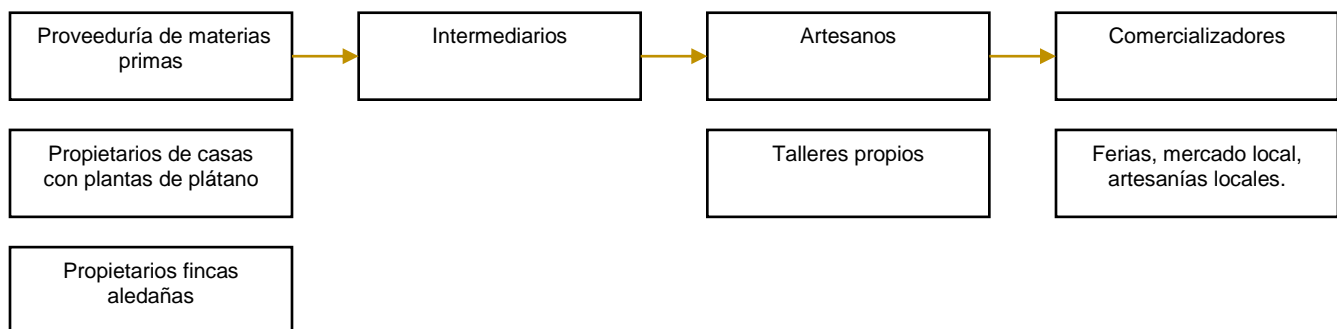 Proveeduría de materias
primas
Intermediarios
Artesanos
Comercializadores
Propietarios de casas
con plantas de plátano
Talleres propios
Ferias, mercado local,
artesanías locales.
Propietarios fincas
aledañas